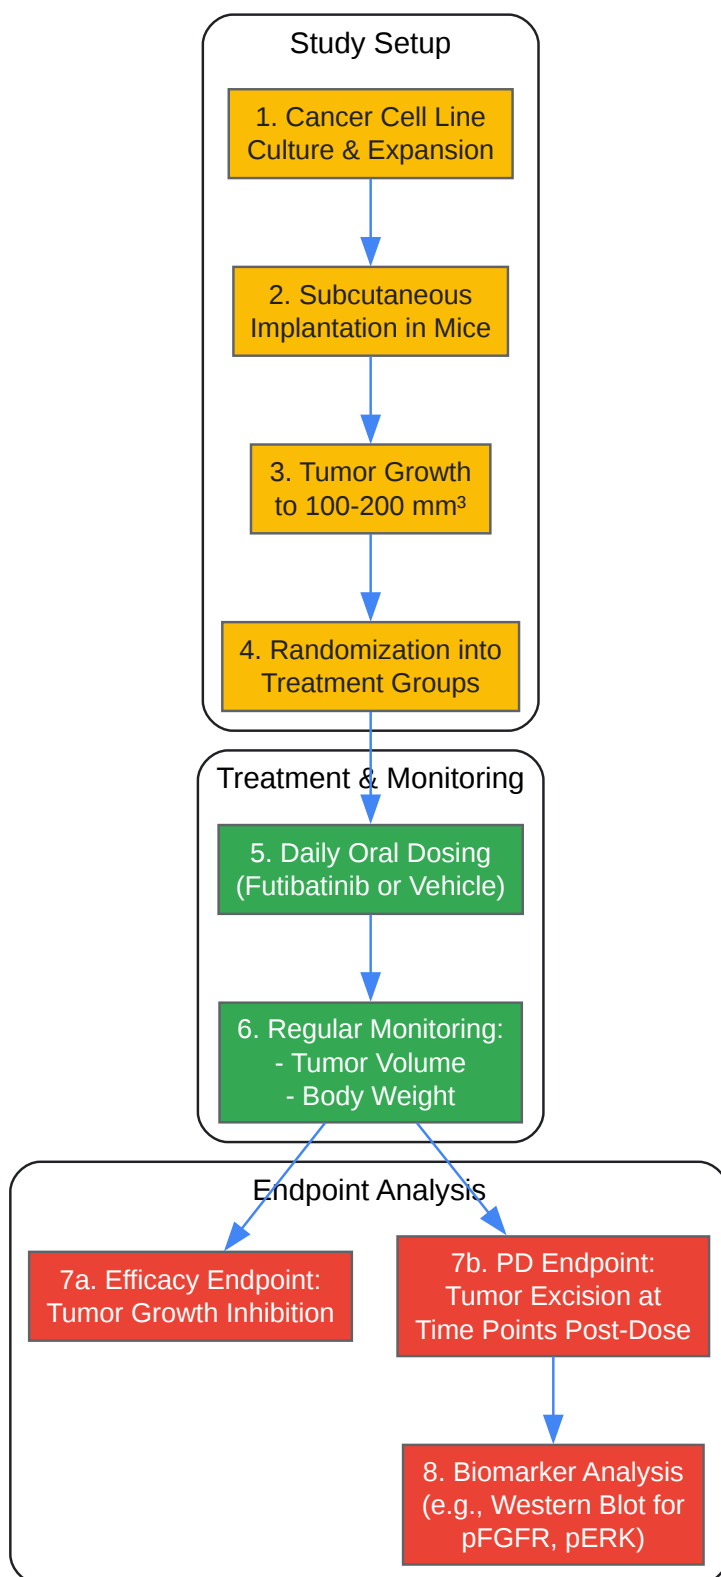 Study Setup
1. Cancer Cell Line
Culture & Expansion
2. Subcutaneous
Implantation in Mice
3. Tumor Growth
to 100-200 mm³
4. Randomization into
Treatment Groups
Treatment & Monitoring
5. Daily Oral Dosing
(Futibatinib or Vehicle)
6. Regular Monitoring:
- Tumor Volume
- Body Weight
Endpoint Analysis
7a. Efficacy Endpoint:
Tumor Growth Inhibition
7b. PD Endpoint:
Tumor Excision at
Time Points Post-Dose
8. Biomarker Analysis
(e.g., Western Blot for
pFGFR, pERK)